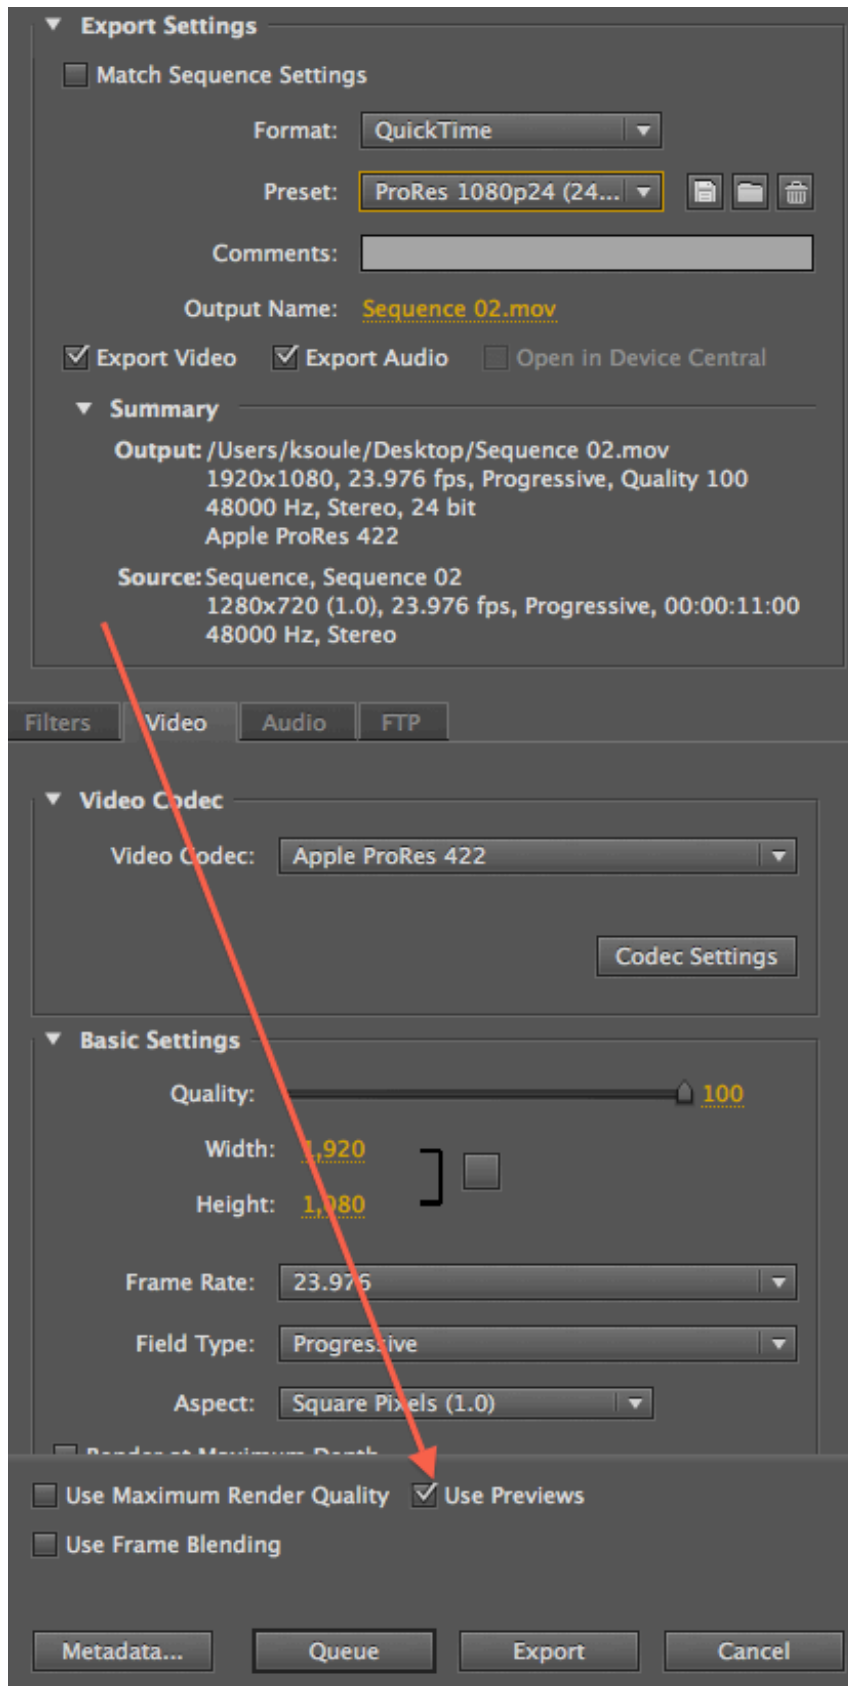 Export Settings
Match Sequence Settings
Format: QuickTime
Preset: ProRes 1080p24 (24...
Comments:
Output Name: Sequence 02.mov
Export Video Export Audio Open in Device Central
Summary
Output: /Users/ksoule/Desktop/Sequence 02.mov
1920x1080, 23.976 fps, Progressive, Quality 100
48000 Hz, Stereo, 24 bit
Apple ProRes 422
Source: Sequence, Sequence 02
1280x720 (1.0), 23.976 fps, Progressive, 00:00:11:00
48000 Hz, Stereo
Filters Video Audio FTP
Video Codec
Video Codec: Apple ProRes 422
Codec Settings
Basic Settings
Quality: 100
Width: 1,920
Height: 1,080
Frame Rate: 23.976
Field Type: Progressive
Aspect: Square Pixels (1.0)
Render at Maximum Depth
Use Maximum Render Quality Use Previews
Use Frame Blending
Metadata... Queue Export Cancel